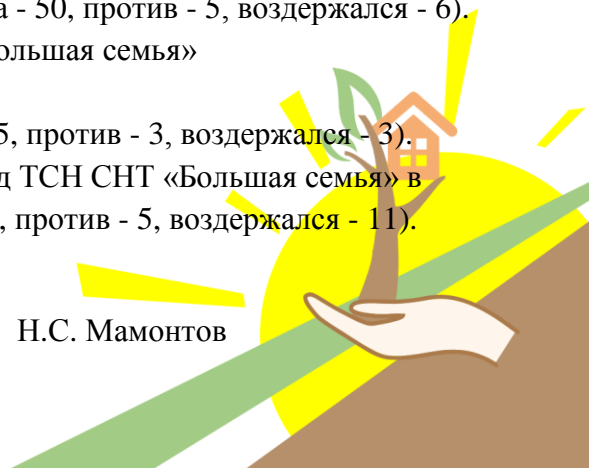 а - 50, против - 5, воздержался - 6).
ольшая семья»
5, против - 3, воздержался - 3).
д ТСН СНТ «Большая семья» в
, против - 5, воздержался - 11).
Н.С. Мамонтов